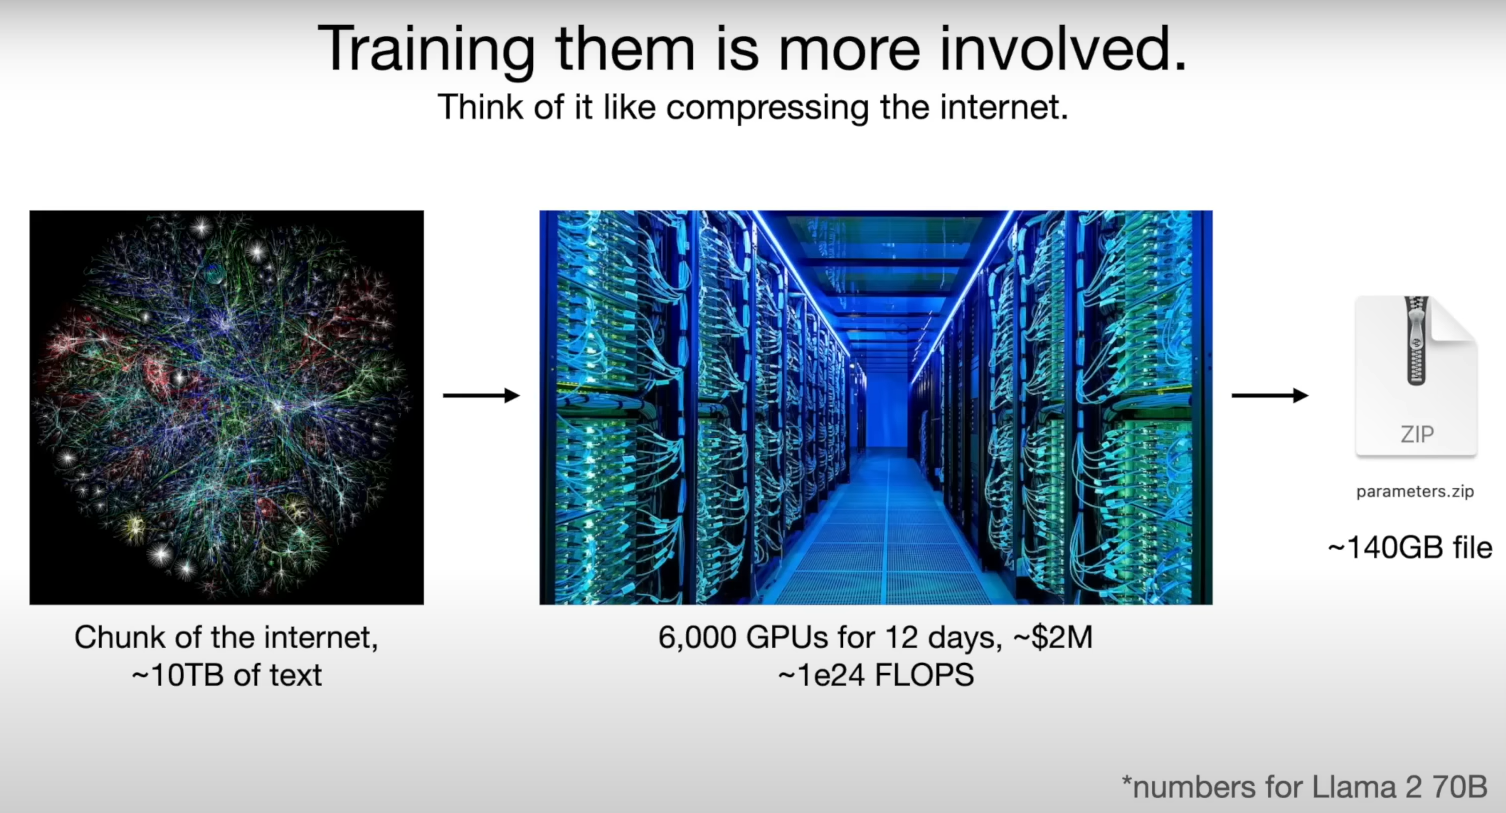 Training them is more involved.
Think of it like compressing the internet.
ZIP
parameters.zip
~140GB file
Chunk of the internet,
~10TB of text
6,000 GPUs for 12 days, ~$2M
~1e24 FLOPS
*numbers for Llama 2 70B